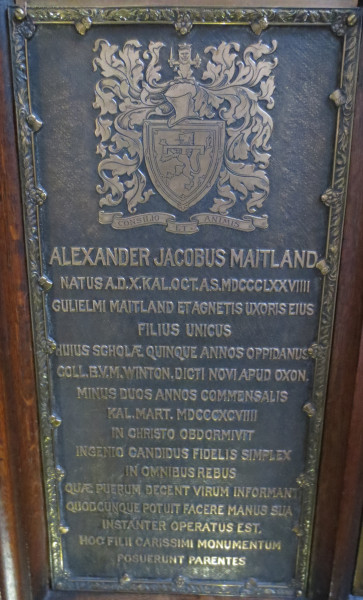 CONSILIO ET ANIMIS
ALEXANDER JACOBUS MAITLAND
NATUS A.D.X.KAL.OCT.A.S.MDCCCLXXVIIII
GULIELMI MAITLAND ET AGNETIS UXORIS EIUS
FILIUS UNICUS
HUIUS SCHOLÆ QUINQUE ANNOS OPPIDANUS
COLL.B.V.M.WINTON. DICTI NOVI APUD OXON.
MINUS DUOS ANNOS COMMENSALIS
KAL. MART. MDCCCXCVIIII
IN CHRISTO OBDORMIVIT
INGENIO CANDIDUS FIDELIS SIMPLEX
IN OMNIBUS REBUS
QUÆ PUERUM DECENT VIRUM INFORMANT
QUODCUNQUE POTUIT FACERE MANUS SUA
INSTANTER OPERATUS EST.
HOC FILII CARISSIMI MONUMENTUM
POSUERUNT PARENTES